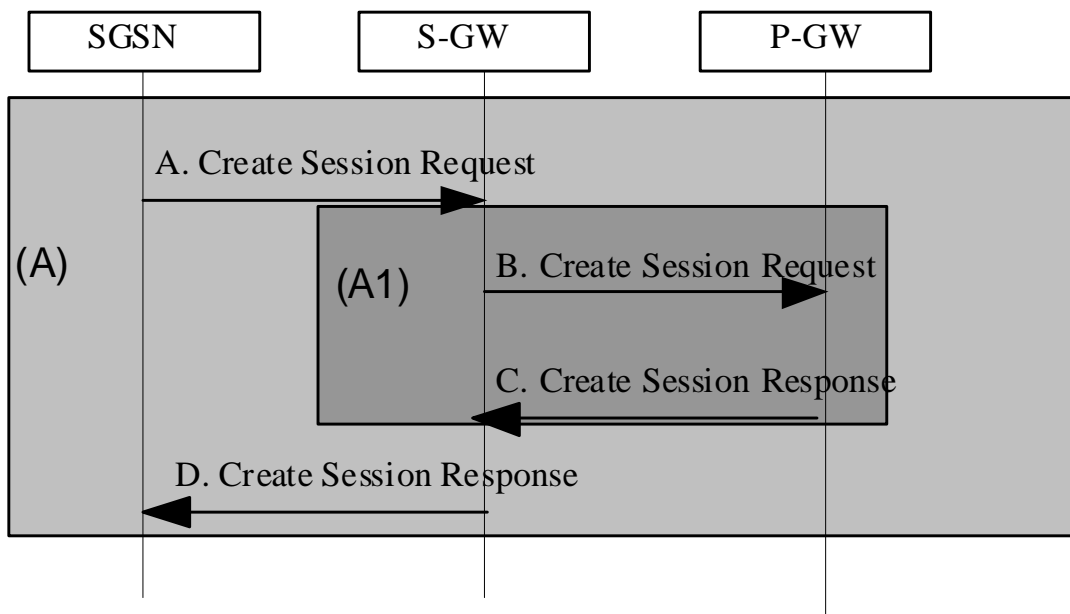 SGSN
S-GW
P-GW
A. Create Session Request
(A)
(A1)
B. Create Session Request
C. Create Session Response
D. Create Session Response